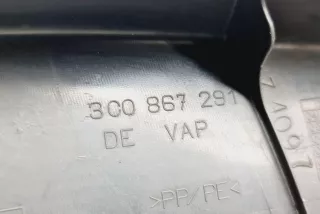 3C0 867 291
DE VAP
>PP/PE<